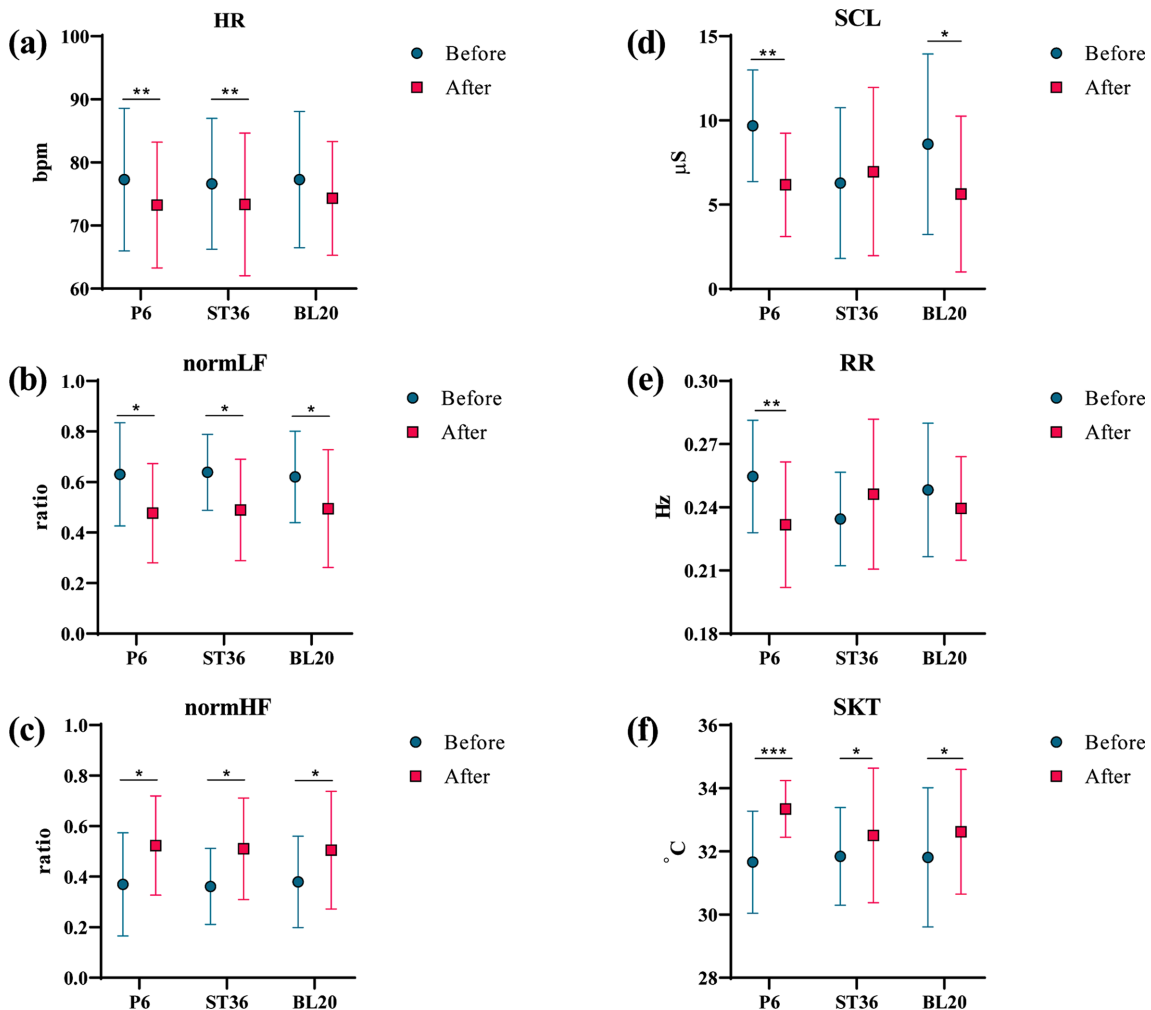 (a)
HR
100
90
80
70
60
bpm
** **
P6 ST36 BL20
Before
After
(d)
SCL
15
10
5
0
μS
** *
P6 ST36 BL20
Before
After
(b)
normLF
1.0
0.8
0.6
0.4
0.2
0.0
ratio
* * *
P6 ST36 BL20
Before
After
(e)
RR
0.30
0.27
0.24
0.21
0.18
Hz
**
P6 ST36 BL20
Before
After
(c)
normHF
1.0
0.8
0.6
0.4
0.2
0.0
ratio
* * *
P6 ST36 BL20
Before
After
(f)
SKT
36
34
32
30
28
°C
*** * *
P6 ST36 BL20
Before
After